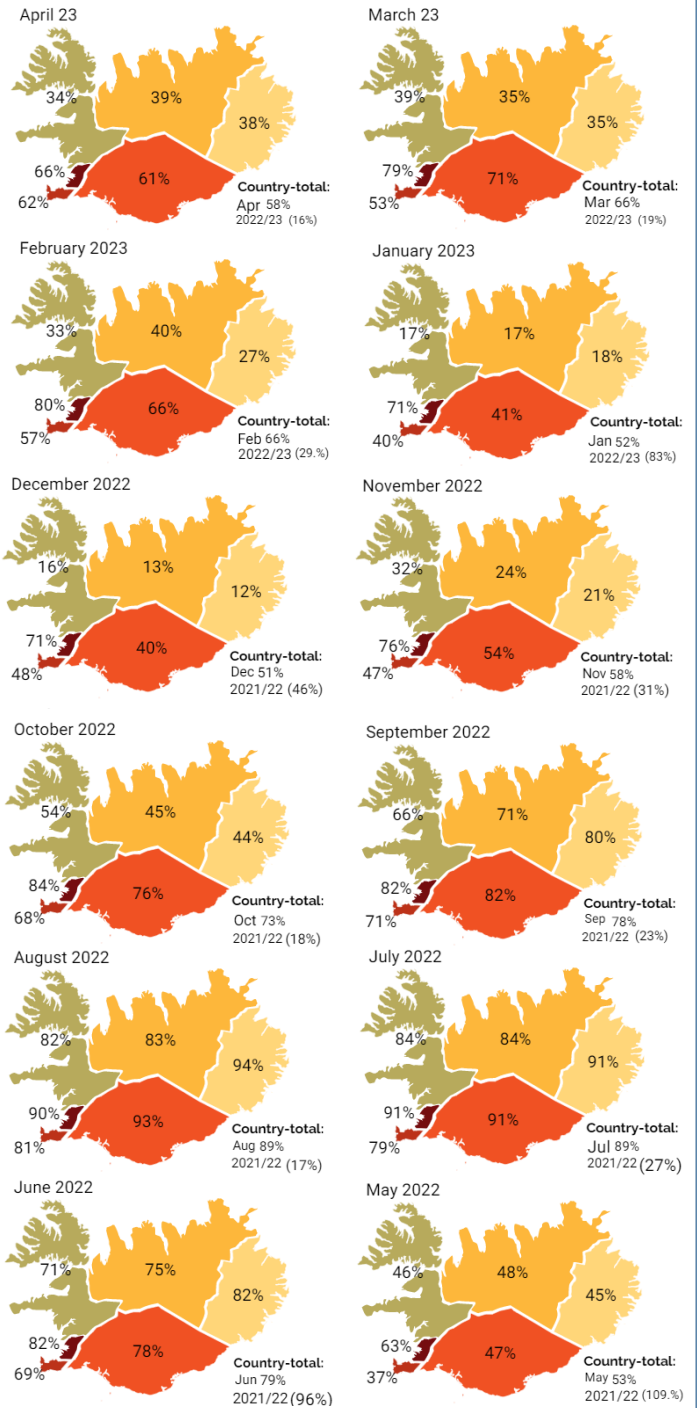 April 23
34%
39%
38%
66%
61%
62%
Country-total:
Apr 58%
2022/23 (16%)
March 23
39%
35%
35%
79%
71%
53%
Country-total:
Mar 66%
2022/23 (19%)
February 2023
33%
40%
27%
80%
66%
57%
Country-total:
Feb 66%
2022/23 (29.%)
January 2023
17%
17%
18%
71%
41%
40%
Country-total:
Jan 52%
2022/23 (83%)
December 2022
16%
13%
12%
71%
40%
48%
Country-total:
Dec 51%
2021/22 (46%)
November 2022
32%
24%
21%
76%
54%
47%
Country-total:
Nov 58%
2021/22 (31%)
October 2022
54%
45%
44%
84%
76%
68%
Country-total:
Oct 73%
2021/22 (18%)
September 2022
66%
71%
80%
82%
82%
71%
Country-total:
Sep 78%
2021/22 (23%)
August 2022
82%
83%
94%
90%
93%
81%
Country-total:
Aug 89%
2021/22 (17%)
July 2022
84%
84%
91%
91%
91%
79%
Country-total:
Jul 89%
2021/22 (27%)
June 2022
71%
75%
82%
82%
78%
69%
Country-total:
Jun 79%
2021/22 (96%)
May 2022
46%
48%
45%
63%
47%
37%
Country-total:
May 53%
2021/22 (109.%)